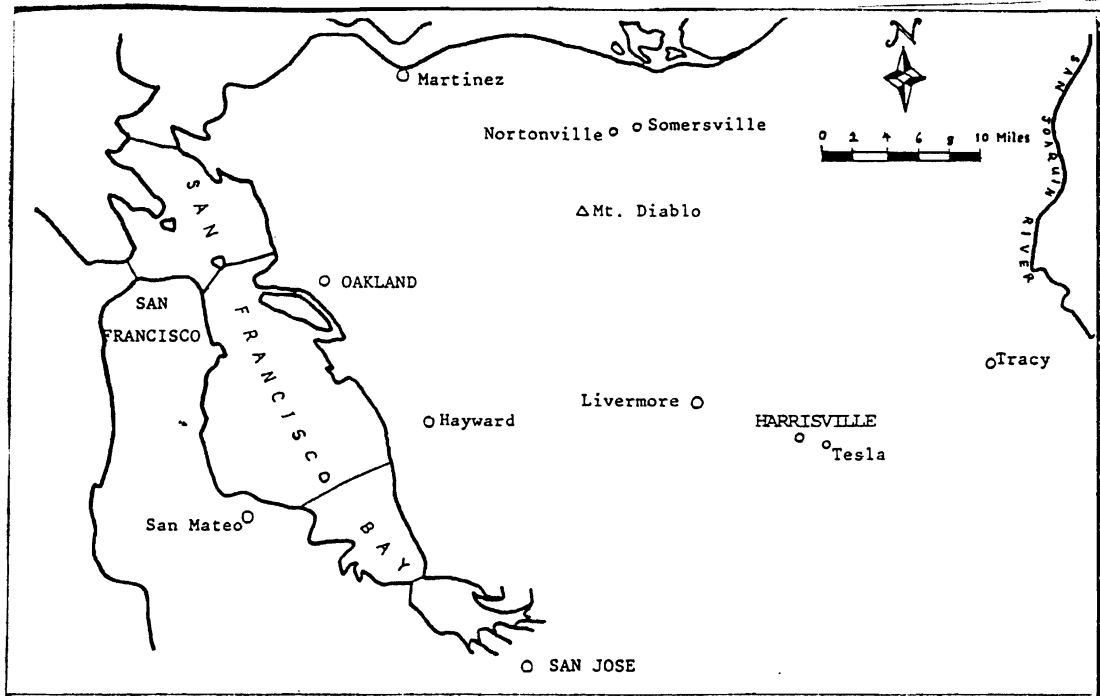 N
Martinez
Nortonville
Somersville
0 2 4 6 8 10 Miles
SAN JOAQUIN RIVER
Mt. Diablo
SAN FRANCISCO BAY
OAKLAND
SAN
FRANCISCO
Tracy
Livermore
HARRISVILLE
Hayward
Tesla
San Mateo
SAN JOSE